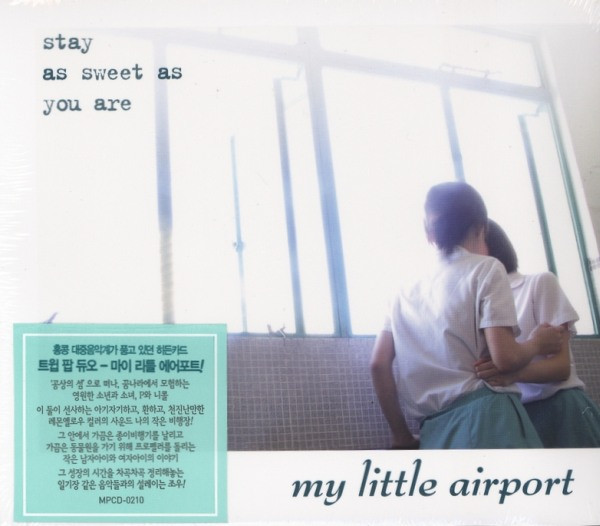 stay
as sweet as
you are
홍콩 대중음악계가 품고 있던 히든카드
트윕 팝 듀오 – 마이 리틀 에어포트!
'공상의 섬'으로 떠나, 꿈나라에서 모험하는
영원한 소년과 소녀, P와 니콜
이 둘이 선사하는 아기자기하고, 환하고, 천진난만한
레몬옐로우 컬러의 사운드 나의 작은 비행장!
그 안에서 가끔은 종이비행기를 날리고
가끔은 동물원을 가기 위해 프로펠러를 돌리는
작은 남자아이와 여자아이의 이야기
그 성장의 시간을 차곡차곡 정리해놓는
일기장 같은 음악들과의 설레이는 조우!
MPCD-0210
my little airport